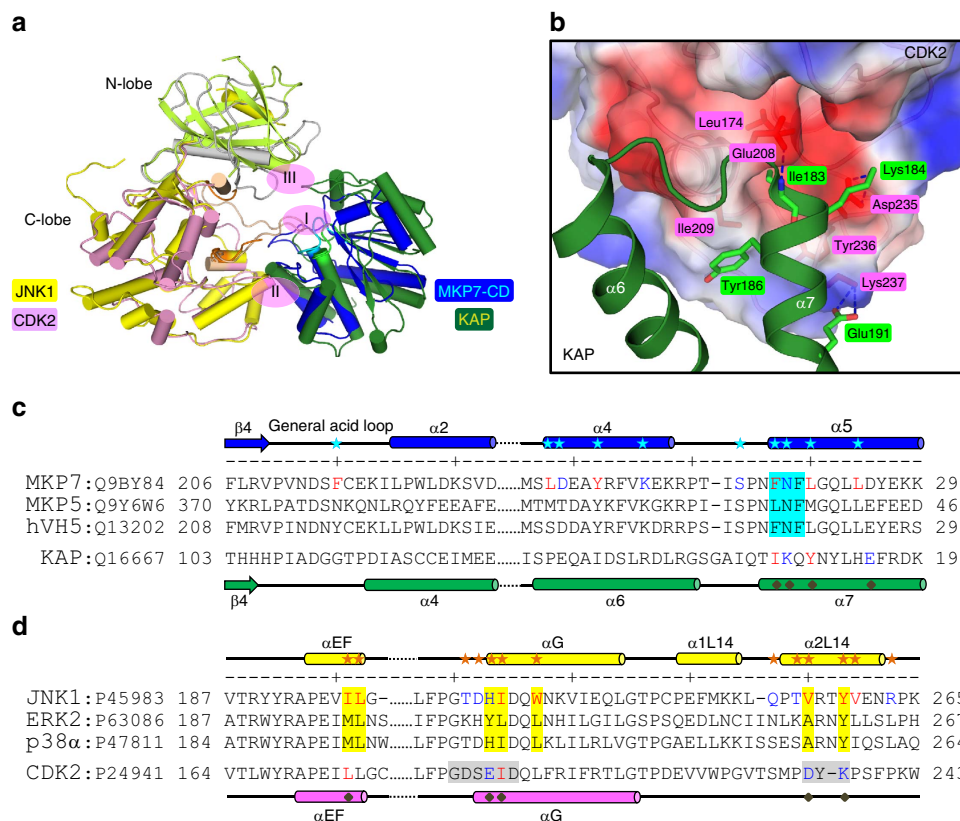 a
N-lobe
III
C-lobe
I
II
JNK1
CDK2
MKP7-CD
KAP
b
CDK2
Leu174
Glu208
Ile183
Lys184
Asp235
Ile209
Tyr236
Tyr186
Lys237
α6
α7
Glu191
KAP
c
β4 General acid loop α2 α4 α5
MKP7:Q9BY84 206 FLRVPVNDSFCEKILPWLDKSVD......MSLDEAYRFVKEKRPT-ISPNFNFLGQLLDYEKK 29
MKP5:Q9Y6W6 370 YKRLPATDSNKQNLRQYFEEAFE......MTMTDAYKFVKGKRPI-ISPNLNFMGQLLEFEED 46
hVH5:Q13202 208 FMRVPINDNYCEKLLPWLDKSIE......MSSDDAYRFVKDRRPS-ISPNFNFLGQLLEYERS 29
KAP:Q16667 103 THHHPIADGGTPDIASCCEIMEE......ISPEQAIDSLRDLRGSGAIQTIKQYNYLHEFRDK 19
β4 α4 α6 α7
d
αEF αG α1L14 α2L14
JNK1:P45983 187 VTRYYRAPEVILG-......LFPGTDHIDQWNKVIEQLGTPCPEFMKKL-QPTVRTYVENRPK 265
ERK2:P63086 187 ATRWYRAPEIMLNS......IFPGKHYLDQLNHILGILGSPSQEDLNCIINLKARNYLLSLPH 267
p38α:P47811 184 ATRWYRAPEIMLNW......LFPGTDHIDQLKLILRLVGTPGAELLKKISSESARNYIQSLAQ 264
CDK2:P24941 164 VTLWYRAPEILLGC......LFPGDSEIDQLFRIFRTLGTPDEVVWPGVTSMPDY-KPSFPKW 243
αEF αG